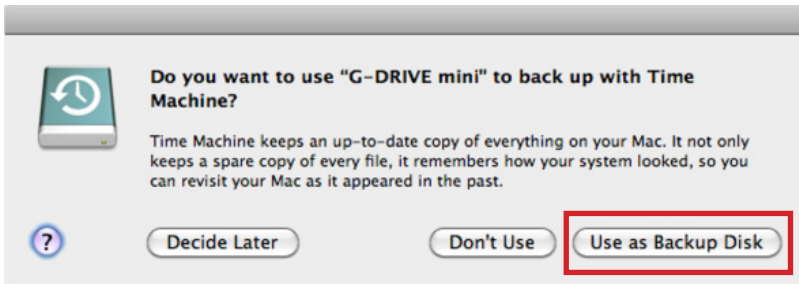 Do you want to use “G-DRIVE mini” to back up with Time
Machine?
Time Machine keeps an up-to-date copy of everything on your Mac. It not only
keeps a spare copy of every file, it remembers how your system looked, so you
can revisit your Mac as it appeared in the past.
? Decide Later Don't Use Use as Backup Disk